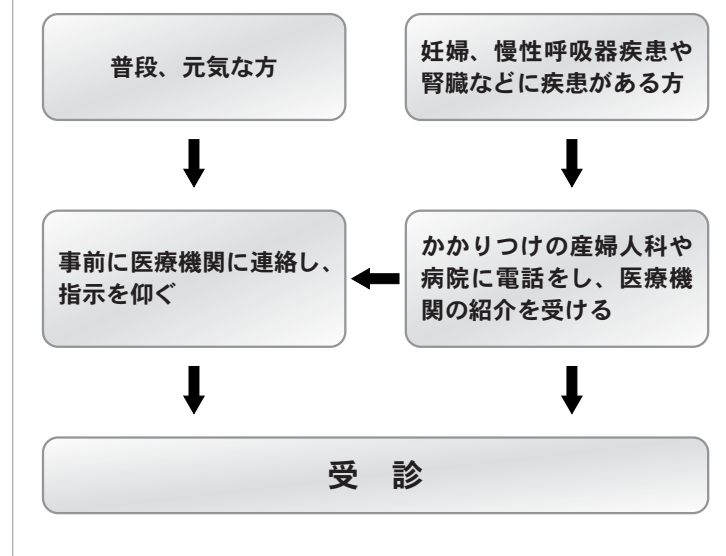 普段、元気な方
妊婦、慢性呼吸器疾患や
腎臓などに疾患がある方
事前に医療機関に連絡し、
指示を仰ぐ
かかりつけの産婦人科や
病院に電話をし、医療機
関の紹介を受ける
受　診